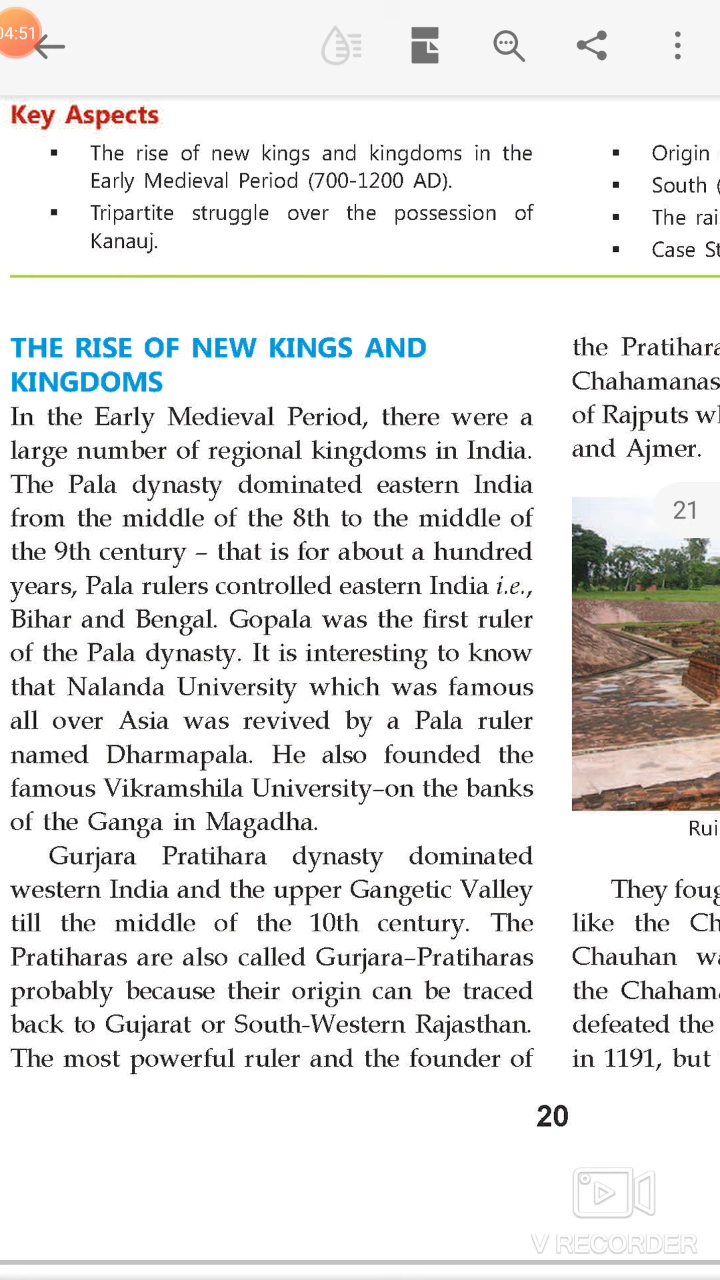 04:51
Key Aspects
▪ The rise of new kings and kingdoms in the
Early Medieval Period (700-1200 AD).
▪ Tripartite struggle over the possession of
Kanauj.
▪ Origin
▪ South (
▪ The rai
▪ Case St
THE RISE OF NEW KINGS AND
KINGDOMS
In the Early Medieval Period, there were a
large number of regional kingdoms in India.
The Pala dynasty dominated eastern India
from the middle of the 8th to the middle of
the 9th century – that is for about a hundred
years, Pala rulers controlled eastern India i.e.,
Bihar and Bengal. Gopala was the first ruler
of the Pala dynasty. It is interesting to know
that Nalanda University which was famous
all over Asia was revived by a Pala ruler
named Dharmapala. He also founded the
famous Vikramshila University–on the banks
of the Ganga in Magadha.
Gurjara Pratihara dynasty dominated
western India and the upper Gangetic Valley
till the middle of the 10th century. The
Pratiharas are also called Gurjara–Pratiharas
probably because their origin can be traced
back to Gujarat or South-Western Rajasthan.
The most powerful ruler and the founder of
the Pratihara
Chahamanas
of Rajputs wh
and Ajmer.
21
Rui
They foug
like the Ch
Chauhan wa
the Chahama
defeated the
in 1191, but
20
V RECORDER